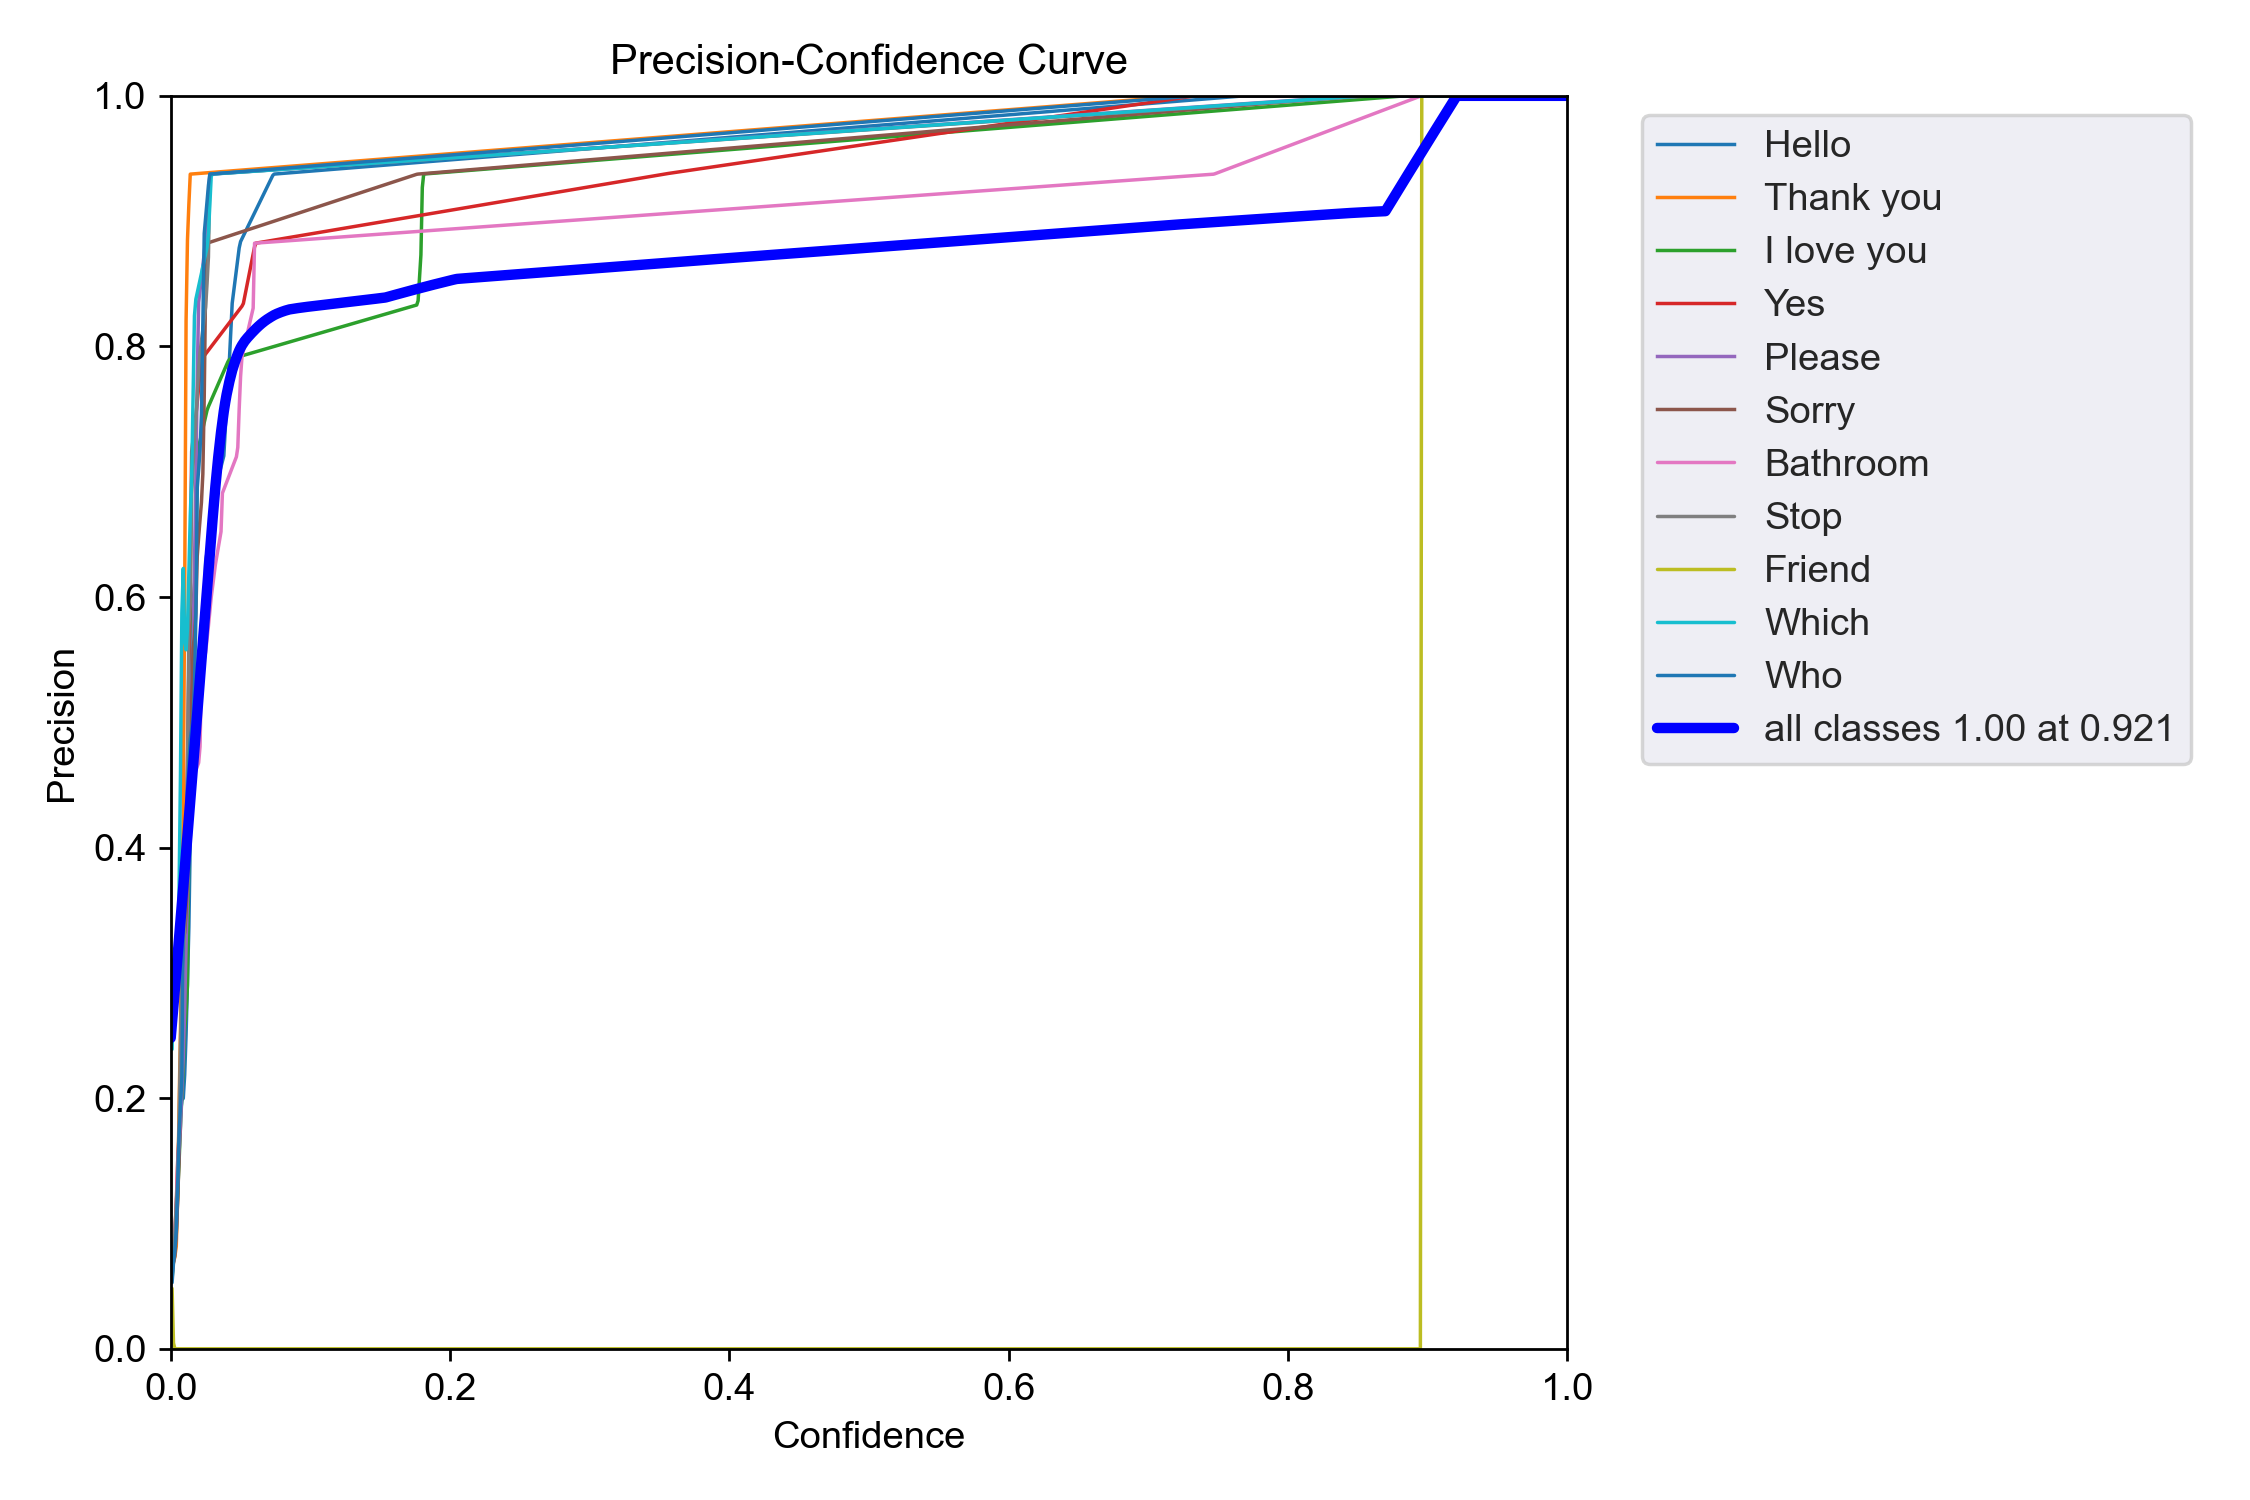 Precision-Confidence Curve
1.0
0.8
0.6
0.4
0.2
0.0
Precision
0.0 0.2 0.4 0.6 0.8 1.0
Confidence
Hello
Thank you
I love you
Yes
Please
Sorry
Bathroom
Stop
Friend
Which
Who
all classes 1.00 at 0.921